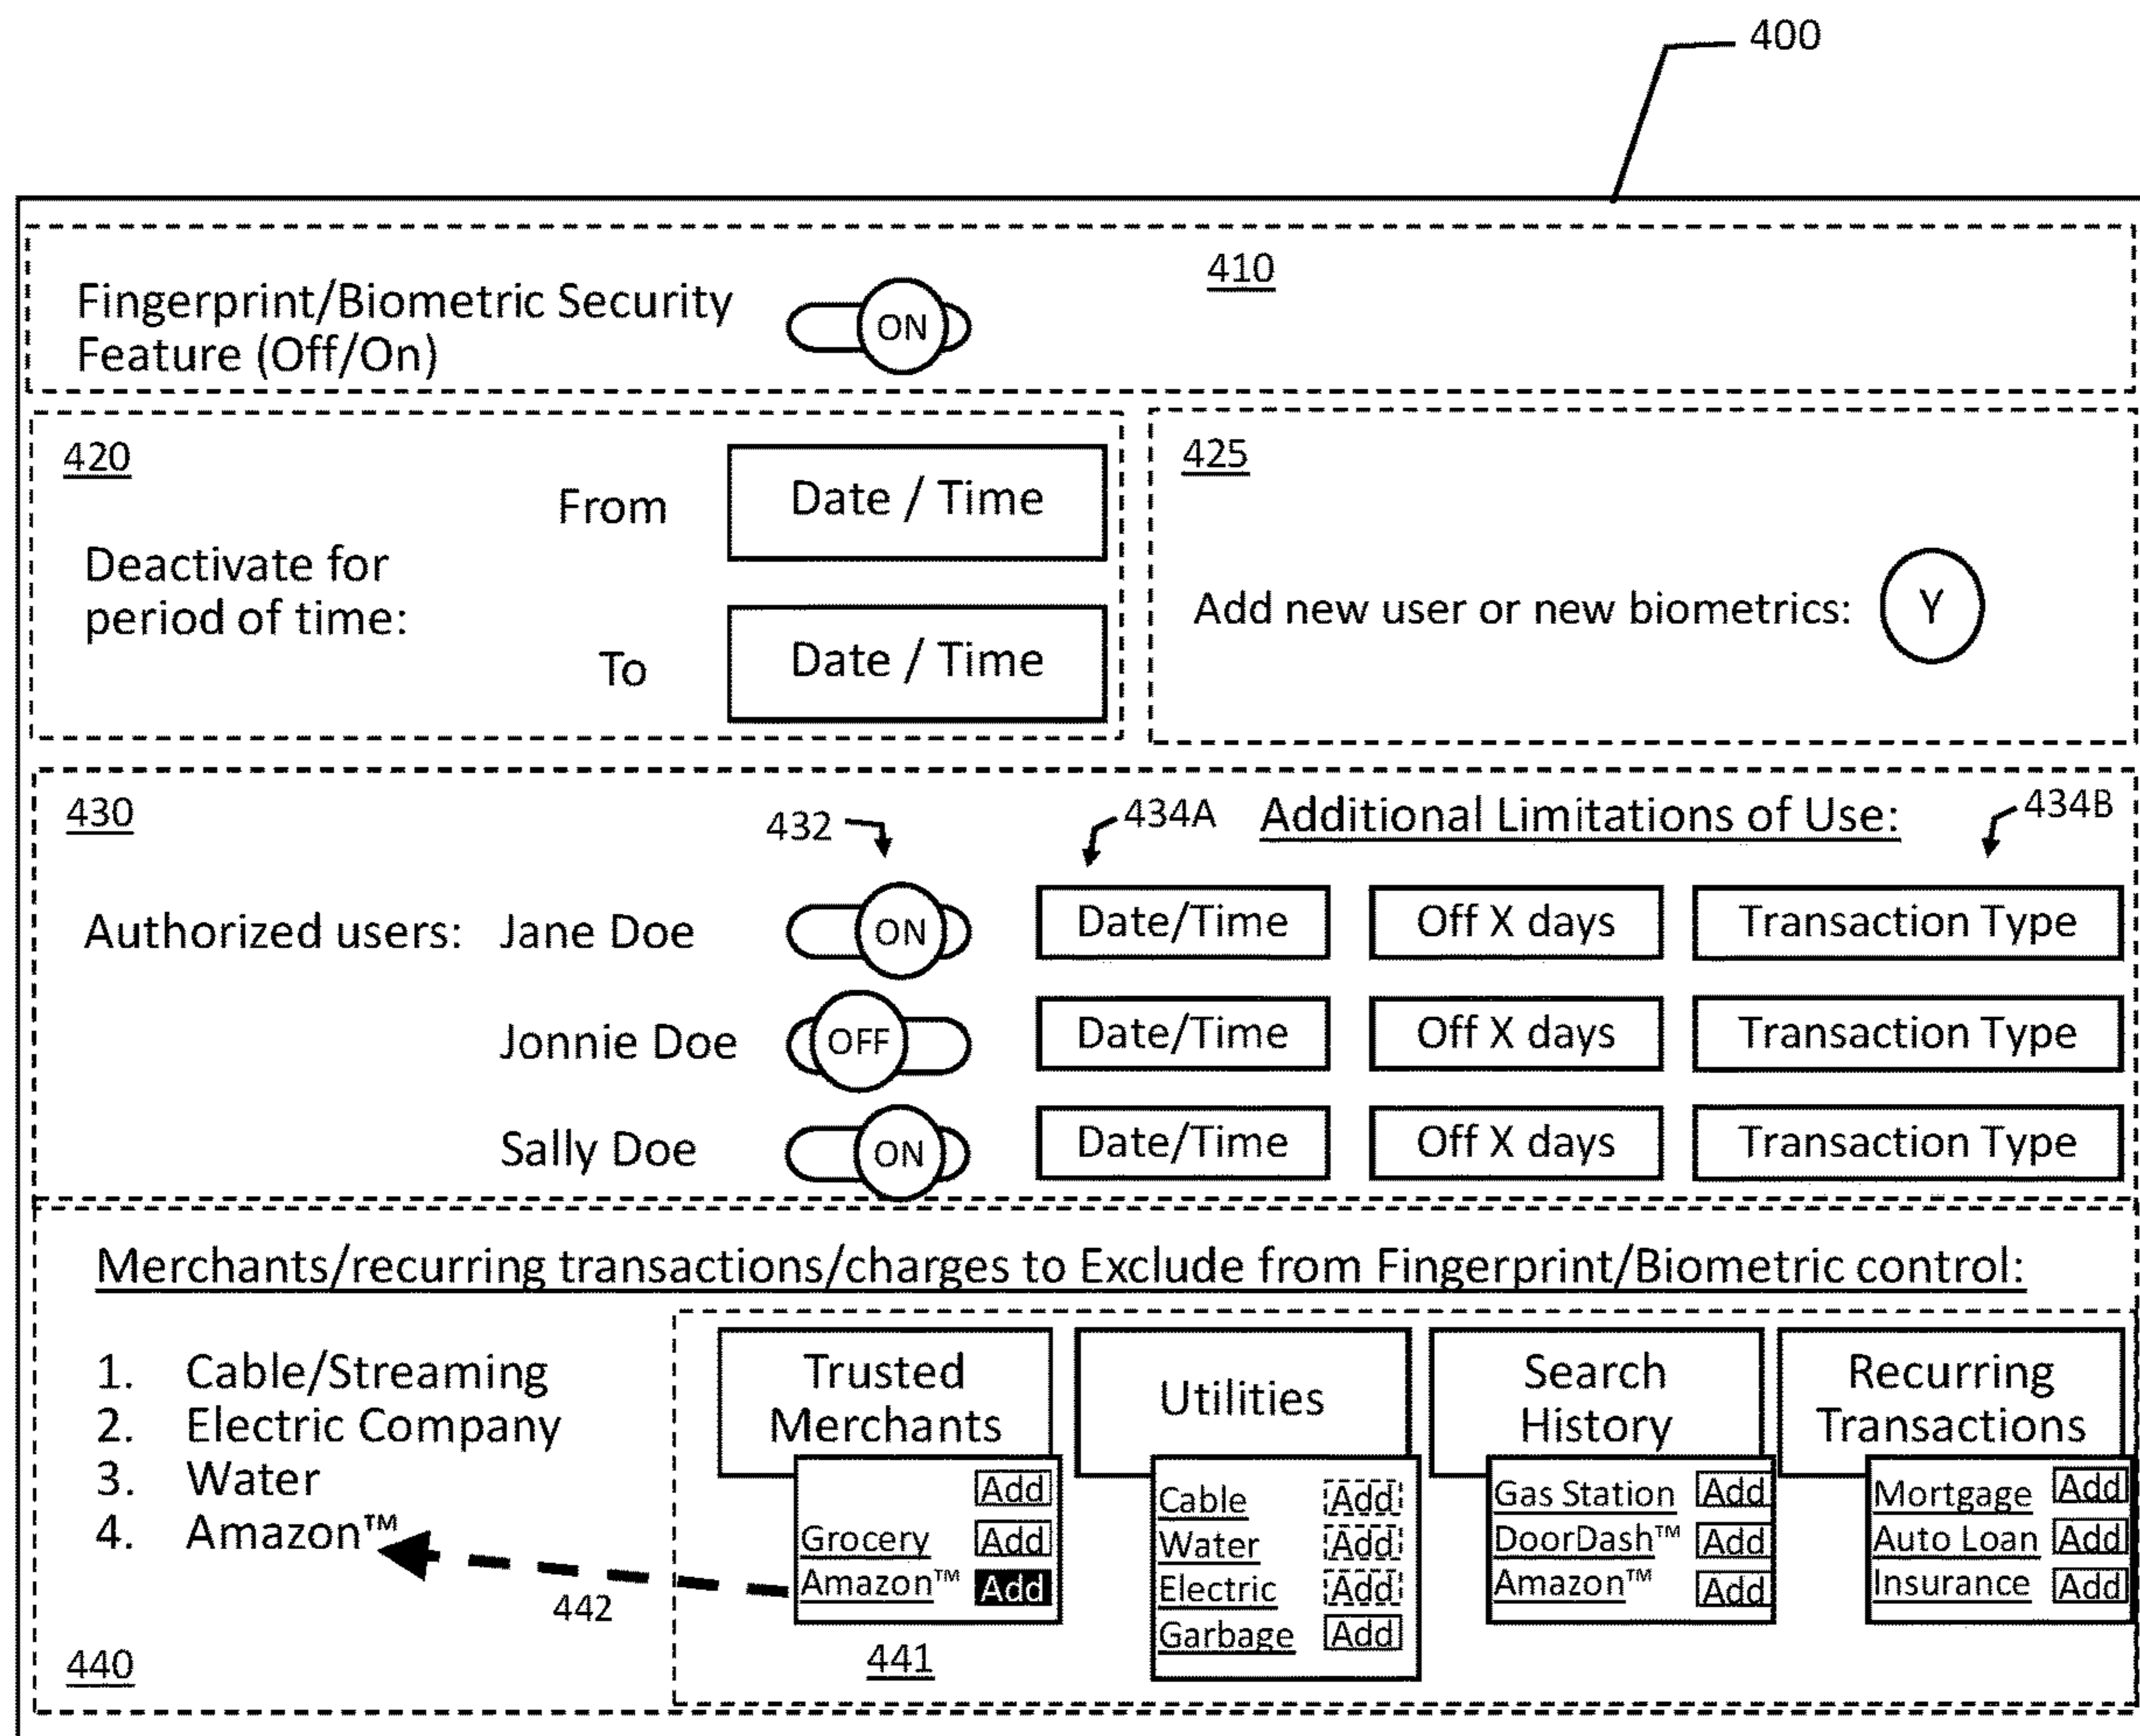 400
Fingerprint/Biometric Security
Feature (Off/On)
ON
410
420
Deactivate for
period of time:
From
Date / Time
To
Date / Time
425
Add new user or new biometrics:
Y
430
432
434A
Additional Limitations of Use:
434B
Authorized users: Jane Doe ON Date/Time Off X days Transaction Type
Jonnie Doe OFF Date/Time Off X days Transaction Type
Sally Doe ON Date/Time Off X days Transaction Type
Merchants/recurring transactions/charges to Exclude from Fingerprint/Biometric control:
1. Cable/Streaming
2. Electric Company
3. Water
4. Amazon™
442
440
Trusted
Merchants
Add
Grocery Add
Amazon™ Add
441
Utilities
Cable Add
Water Add
Electric Add
Garbage Add
Search
History
Gas Station Add
DoorDash™ Add
Amazon™ Add
Recurring
Transactions
Mortgage Add
Auto Loan Add
Insurance Add